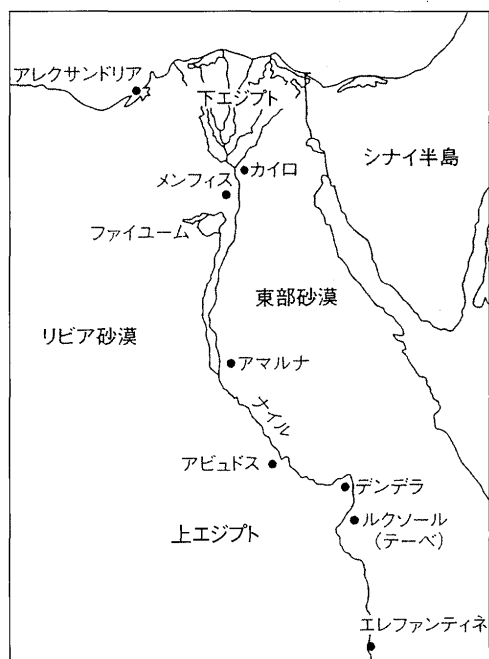 アレクサンドリア
下エジプト
シナイ半島
カイロ
メンフィス
ファイユーム
東部砂漠
リビア砂漠
アマルナ
ナイル
アビュドス
デンデラ
ルクソール
(テーベ)
上エジプト
エレファンティネ